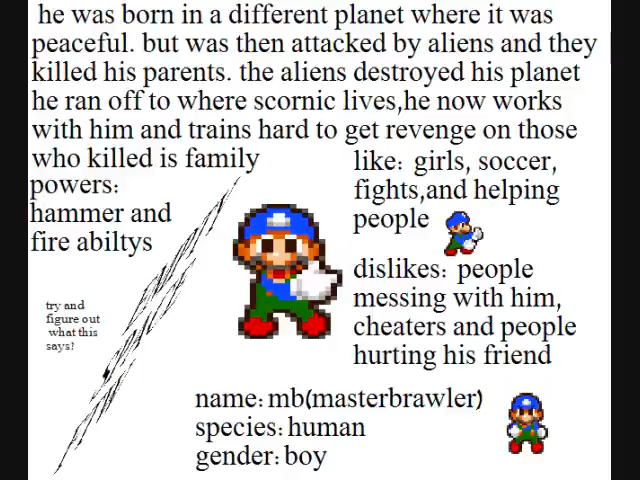 he was born in a different planet where it was
peaceful. but was then attacked by aliens and they
killed his parents. the aliens destroyed his planet
he ran off to where scornic lives,he now works
with him and trains hard to get revenge on those
who killed is family
powers:
hammer and
fire abiltys
like: girls, soccer,
fights,and helping
people
try and
figure out
what this
says?
dislikes: people
messing with him,
cheaters and people
hurting his friend
name: mb(masterbrawler)
species: human
gender: boy